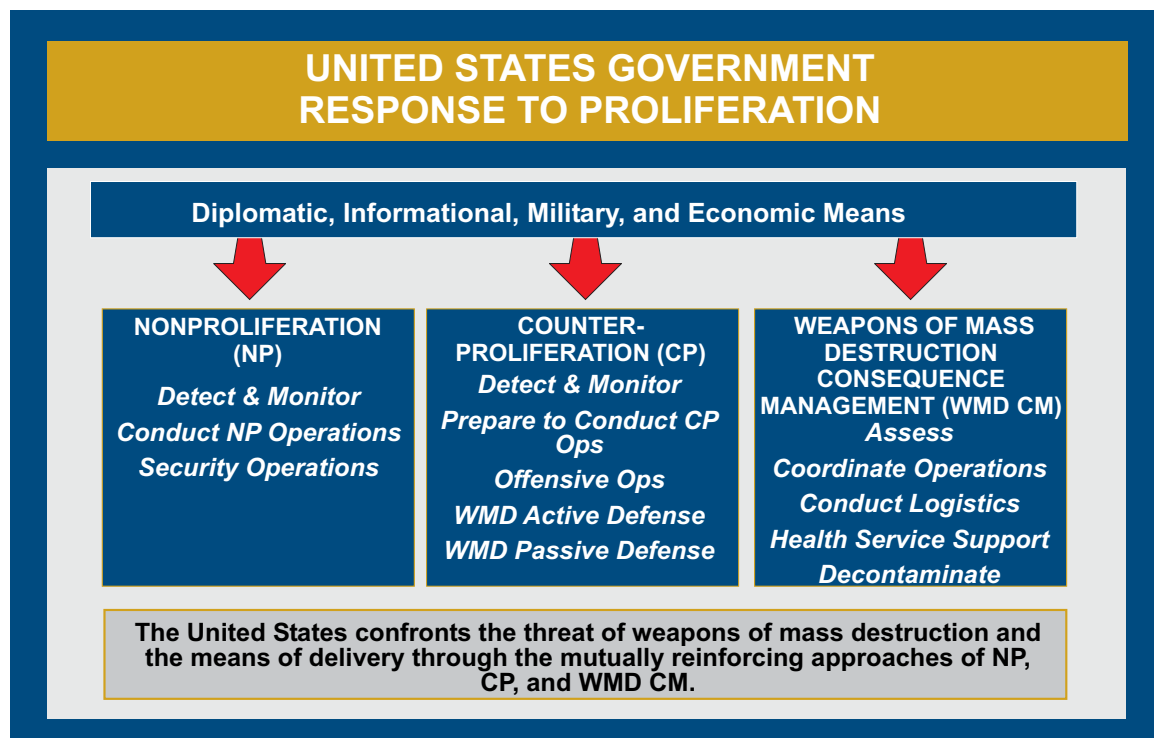 UNITED STATES GOVERNMENT
RESPONSE TO PROLIFERATION
Diplomatic, Informational, Military, and Economic Means
NONPROLIFERATION
(NP)
Detect & Monitor
Conduct NP Operations
Security Operations
COUNTER-
PROLIFERATION (CP)
Detect & Monitor
Prepare to Conduct CP
Ops
Offensive Ops
WMD Active Defense
WMD Passive Defense
WEAPONS OF MASS
DESTRUCTION
CONSEQUENCE
MANAGEMENT (WMD CM)
Assess
Coordinate Operations
Conduct Logistics
Health Service Support
Decontaminate
The United States confronts the threat of weapons of mass destruction and
the means of delivery through the mutually reinforcing approaches of NP,
CP, and WMD CM.